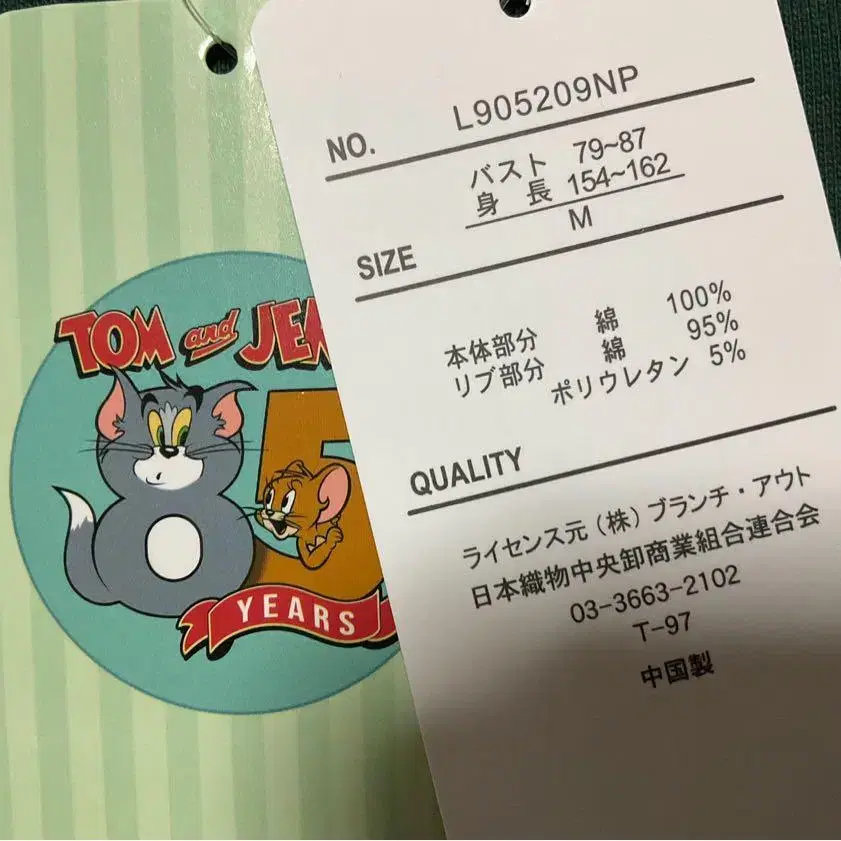 TOM and JE
85
YEARS
NO. L905209NP
バスト 79~87
身長 154~162
M
SIZE
本体部分 綿 100%
リブ部分 綿 95%
ポリウレタン 5%
QUALITY
ライセンス元(株)ブランチ・アウト
日本織物中央卸商業組合連合会
03-3663-2102
T-97
中国製